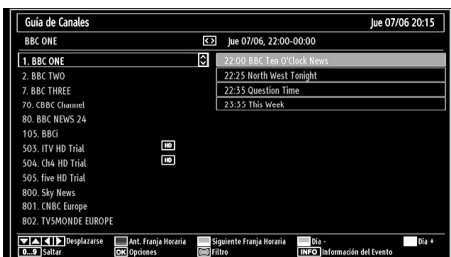 Guía de Canales Jue 07/06 20:15
BBC ONE Jue 07/06, 22:00-00:00
1. BBC ONE 22:00 BBC Ten O'Clock News
2. BBC TWO 22:25 North West Tonight
7. BBC THREE 22:35 Question Time
70. CBBC Channel 23:35 This Week
80. BBC NEWS 24
105. BBCi
503. ITV HD Trial HD
504. Ch4 HD Trial HD
505. five HD Trial
800. Sky News
801. CNBC Europe
802. TV5MONDE EUROPE
Desplazarse Ant. Franja Horaria Siguiente Franja Horaria Día - Día +
0...9 Saltar OK Opciones Filtro INFO Información del Evento